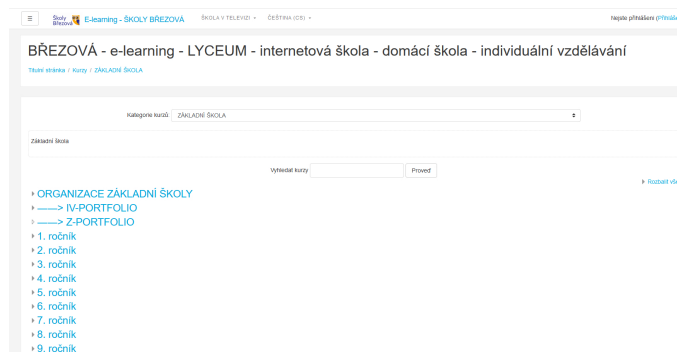 Školy Březová E-learning - ŠKOLY BŘEZOVÁ ŠKOLA V TELEVIZI ČEŠTINA (CS) Nejste přihlášeni (Přihlásit
BŘEZOVÁ - e-learning - LYCEUM - internetová škola - domácí škola - individuální vzdělávání
Titulní stránka / Kurzy / ZÁKLADNÍ ŠKOLA
Kategorie kurzů: ZÁKLADNÍ ŠKOLA
Základní škola
Vyhledat kurzy Proveď
Rozbalit vše
ORGANIZACE ZÁKLADNÍ ŠKOLY
——> IV-PORTFOLIO
——> Z-PORTFOLIO
1. ročník
2. ročník
3. ročník
4. ročník
5. ročník
6. ročník
7. ročník
8. ročník
9. ročník